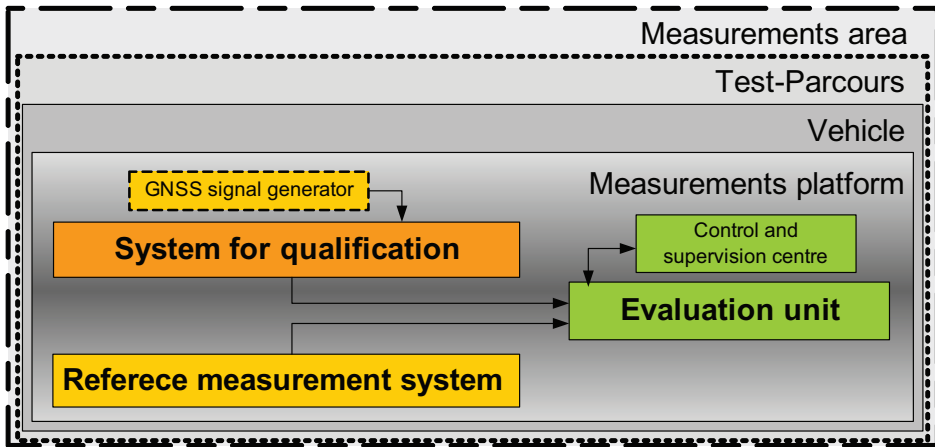 Measurements area
Test-Parcours
Vehicle
Measurements platform
GNSS signal generator
System for qualification
Control and
supervision centre
Evaluation unit
Referece measurement system